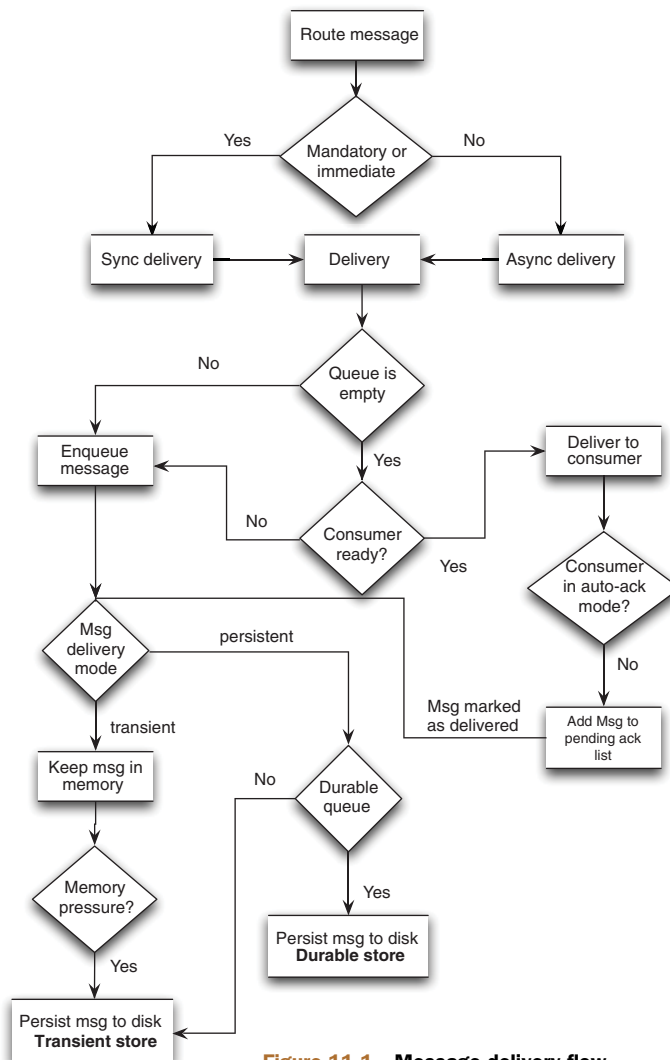 Route message
Yes
No
Mandatory or
immediate
Sync delivery
Delivery
Async delivery
No
Queue is
empty
Enqueue
message
Yes
Deliver to
consumer
No
Consumer
ready?
Yes
Consumer
in auto-ack
mode?
Msg
delivery
mode
persistent
No
Msg marked
as delivered
Add Msg to
pending ack
list
transient
Keep msg in
memory
No
Durable
queue
Memory
pressure?
Yes
Persist msg to disk
Durable store
Yes
Persist msg to disk
Transient store
Figure 11-1 Message delivery flow